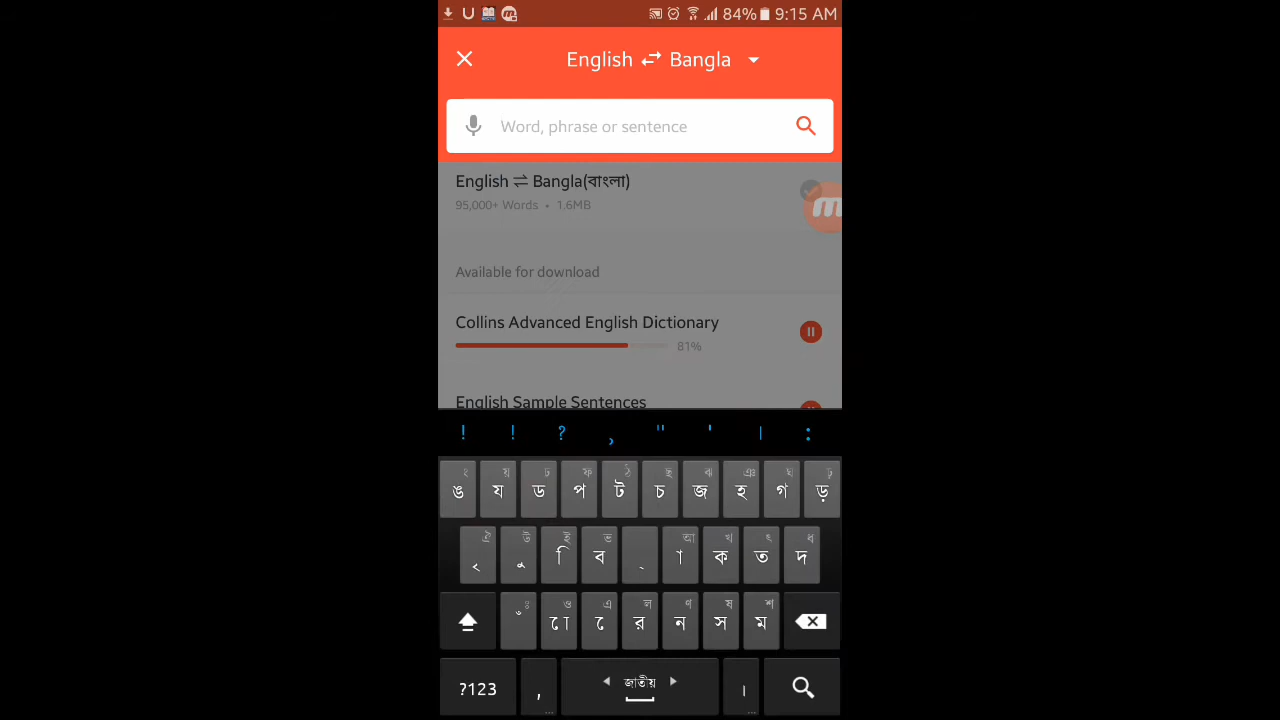 84% 9:15 AM
English ⇄ Bangla
Word, phrase or sentence
English ⇌ Bangla(বাংলা)
95,000+ Words • 1.6MB
Available for download
Collins Advanced English Dictionary
81%
English Sample Sentences
! ! ? , " ' । :
ঙ য ড প ট চ জ হ গ ড়
ৃ ু ি ব ্ া ক ত দ
ঁ ো ে র ন স ম
?123 , জাতীয় ।